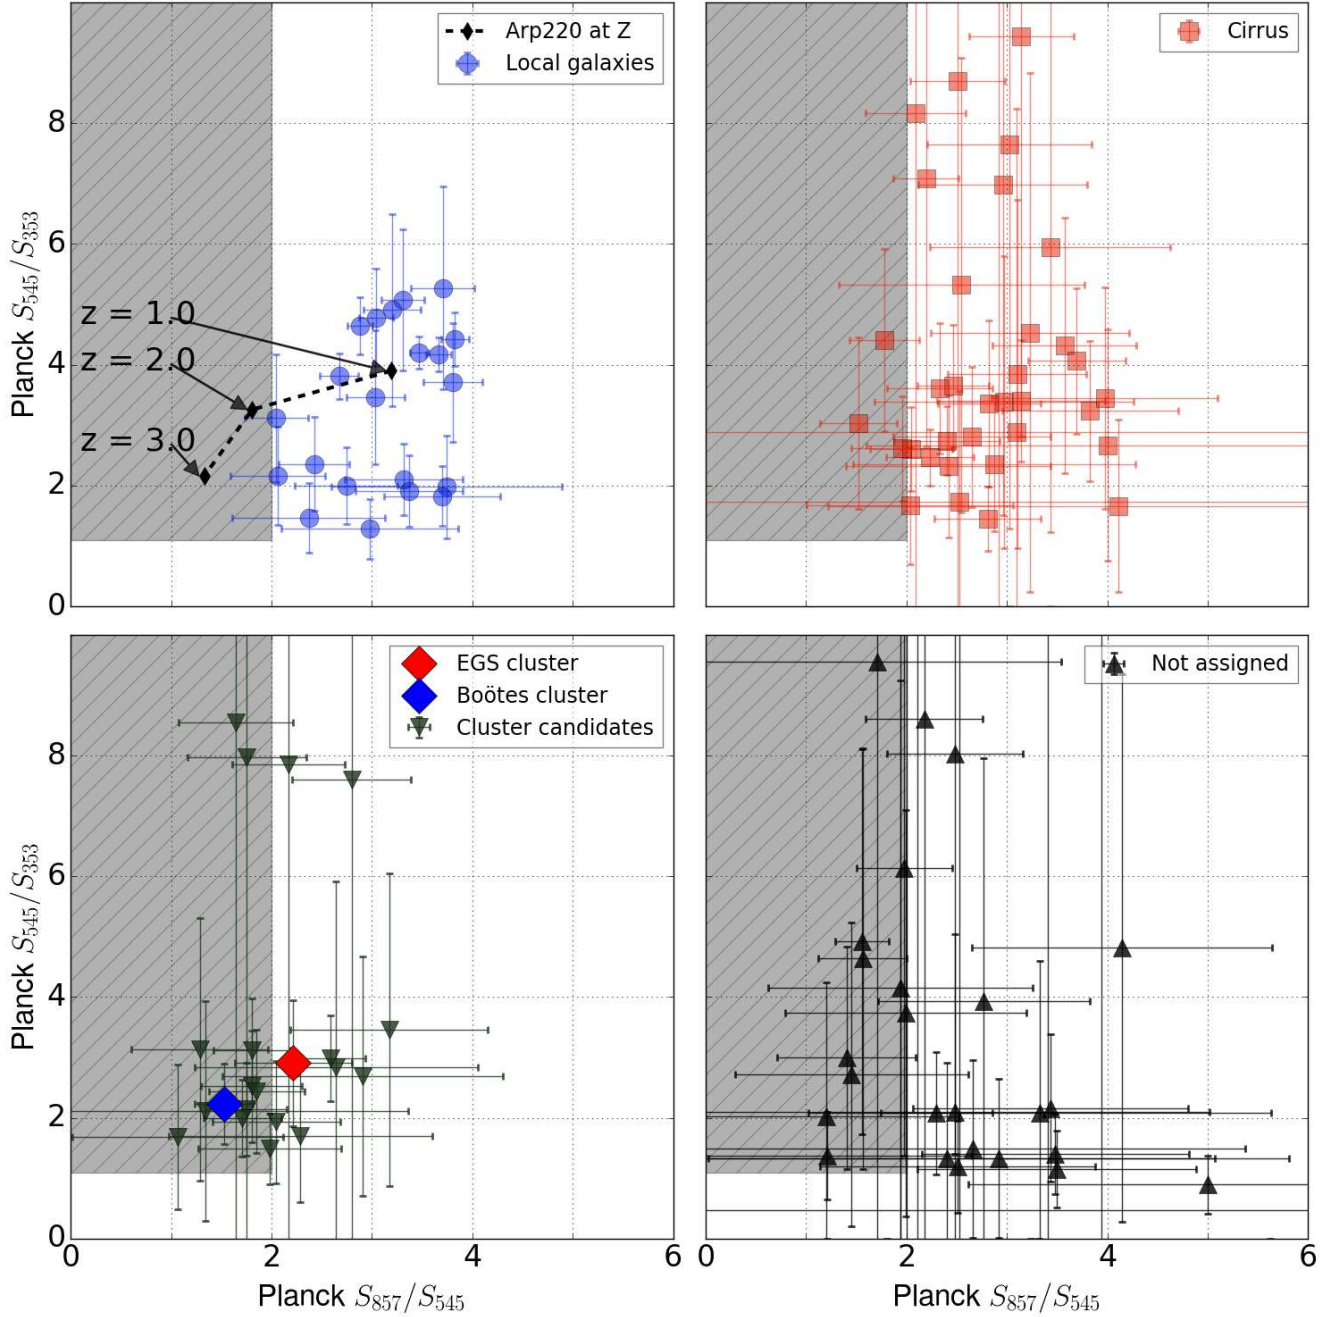 Arp220 at Z
Local galaxies
Cirrus
8
6
4
2
0
Planck S545/S353
z = 1.0
z = 2.0
z = 3.0
EGS cluster
Boötes cluster
Cluster candidates
Not assigned
8
6
4
2
0
Planck S545/S353
0 2 4 6
0 2 4 6
Planck S857/S545
Planck S857/S545